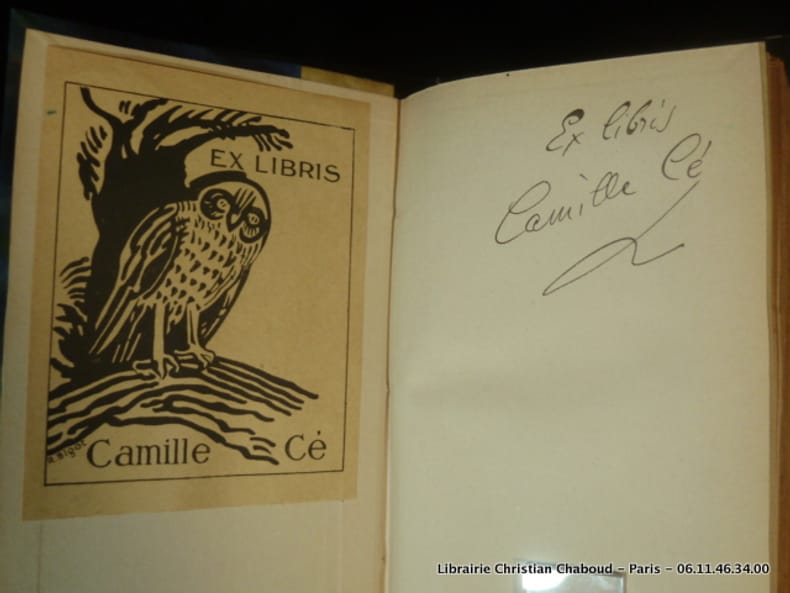 EX LIBRIS
Camille Cé
Ex libris
Camille Cé
Librairie Christian Chaboud - Paris - 06.11.46.34.00